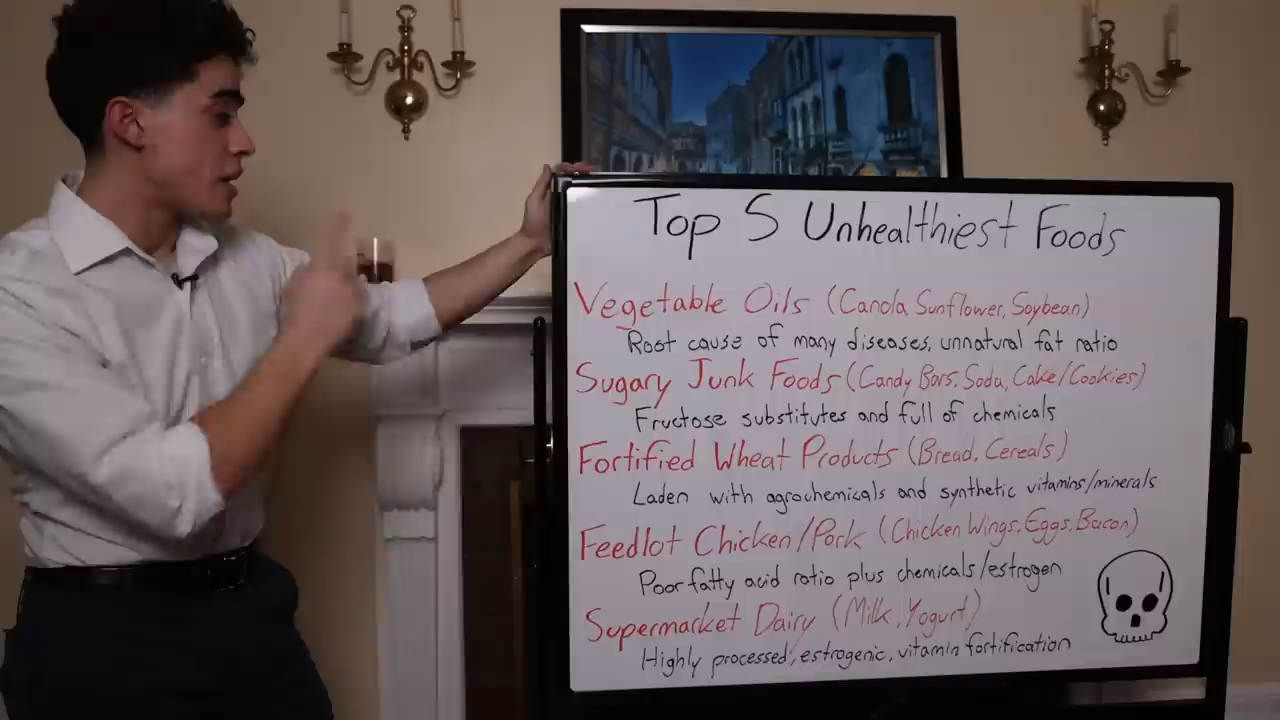 Top 5 Unhealthiest Foods
Vegetable Oils (Canola, Sunflower, Soybean)
Root cause of many diseases, unnatural fat ratio
Sugary Junk Foods (Candy Bars, Soda, Cake/Cookies)
Fructose substitutes and full of chemicals
Fortified Wheat Products (Bread, Cereals)
Laden with agrochemicals and synthetic vitamins/minerals
Feedlot Chicken/Pork (Chicken Wings, Eggs, Bacon)
Poor fatty acid ratio plus chemicals/estrogen
Supermarket Dairy (Milk, Yogurt)
Highly processed, estrogenic, vitamin fortification